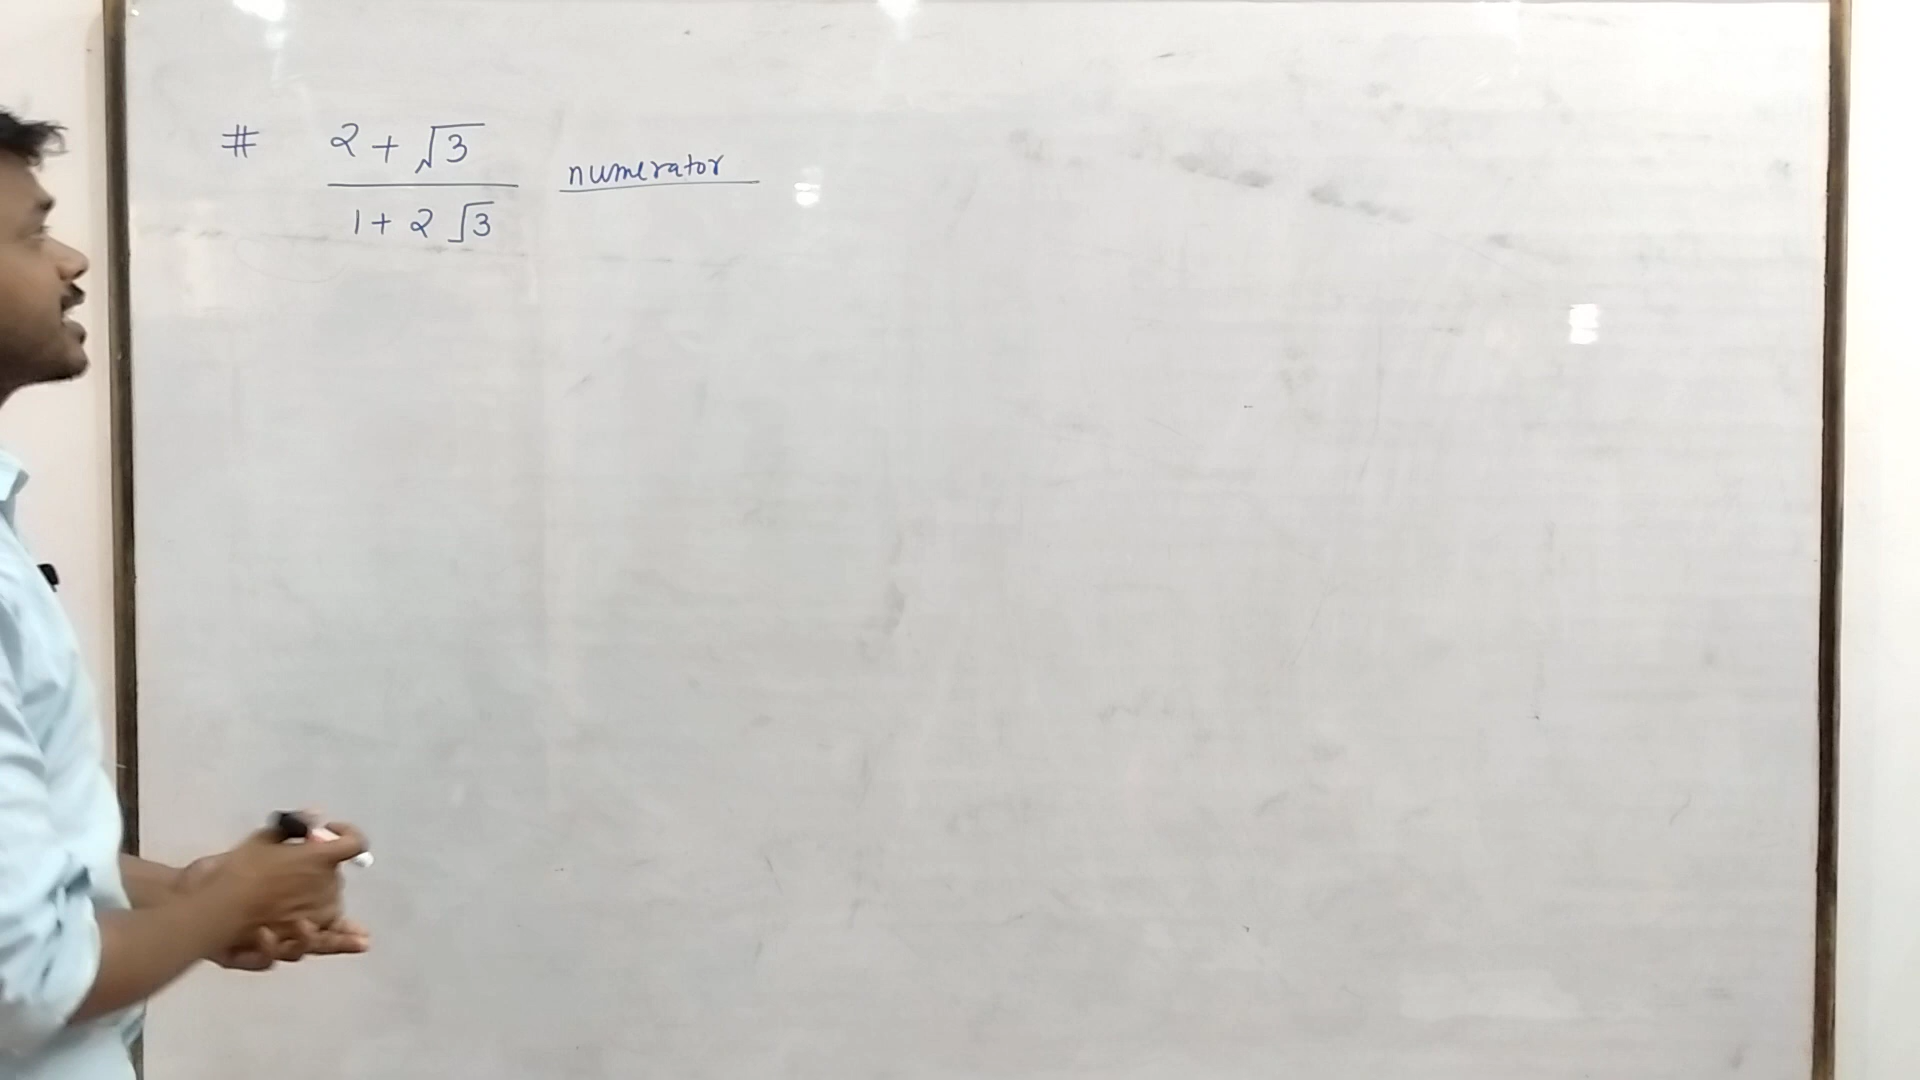 # 2 + √3 numerator
1 + 2 √3